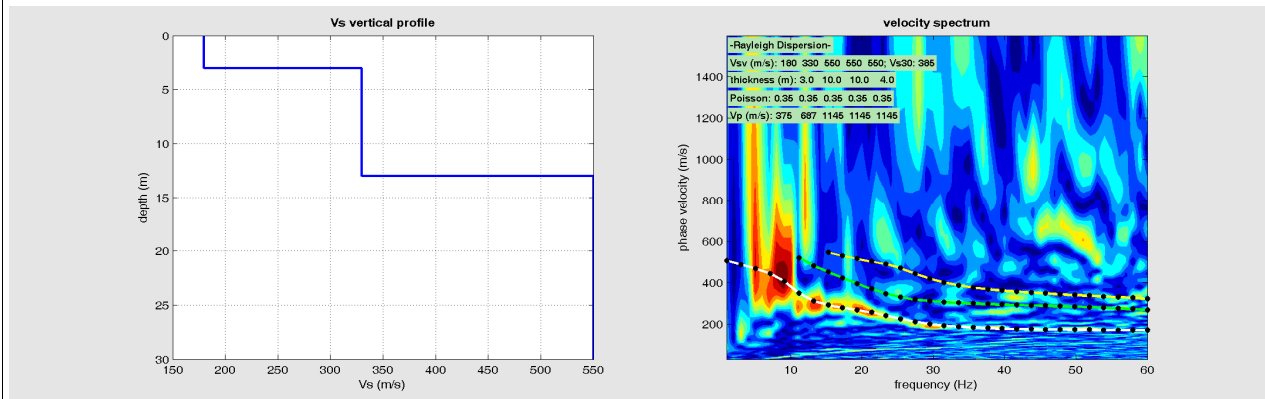 Vs vertical profile
0
5
10
15
20
25
30
depth (m)
150 200 250 300 350 400 450 500 550
Vs (m/s)
velocity spectrum
-Rayleigh Dispersion-
Vsv (m/s): 180 330 550 550 550; Vs30: 385
thickness (m): 3.0 10.0 10.0 4.0
Poisson: 0.35 0.35 0.35 0.35 0.35
Vp (m/s): 375 687 1145 1145 1145
1400
1200
1000
800
600
400
200
phase velocity (m/s)
10 20 30 40 50 60
frequency (Hz)